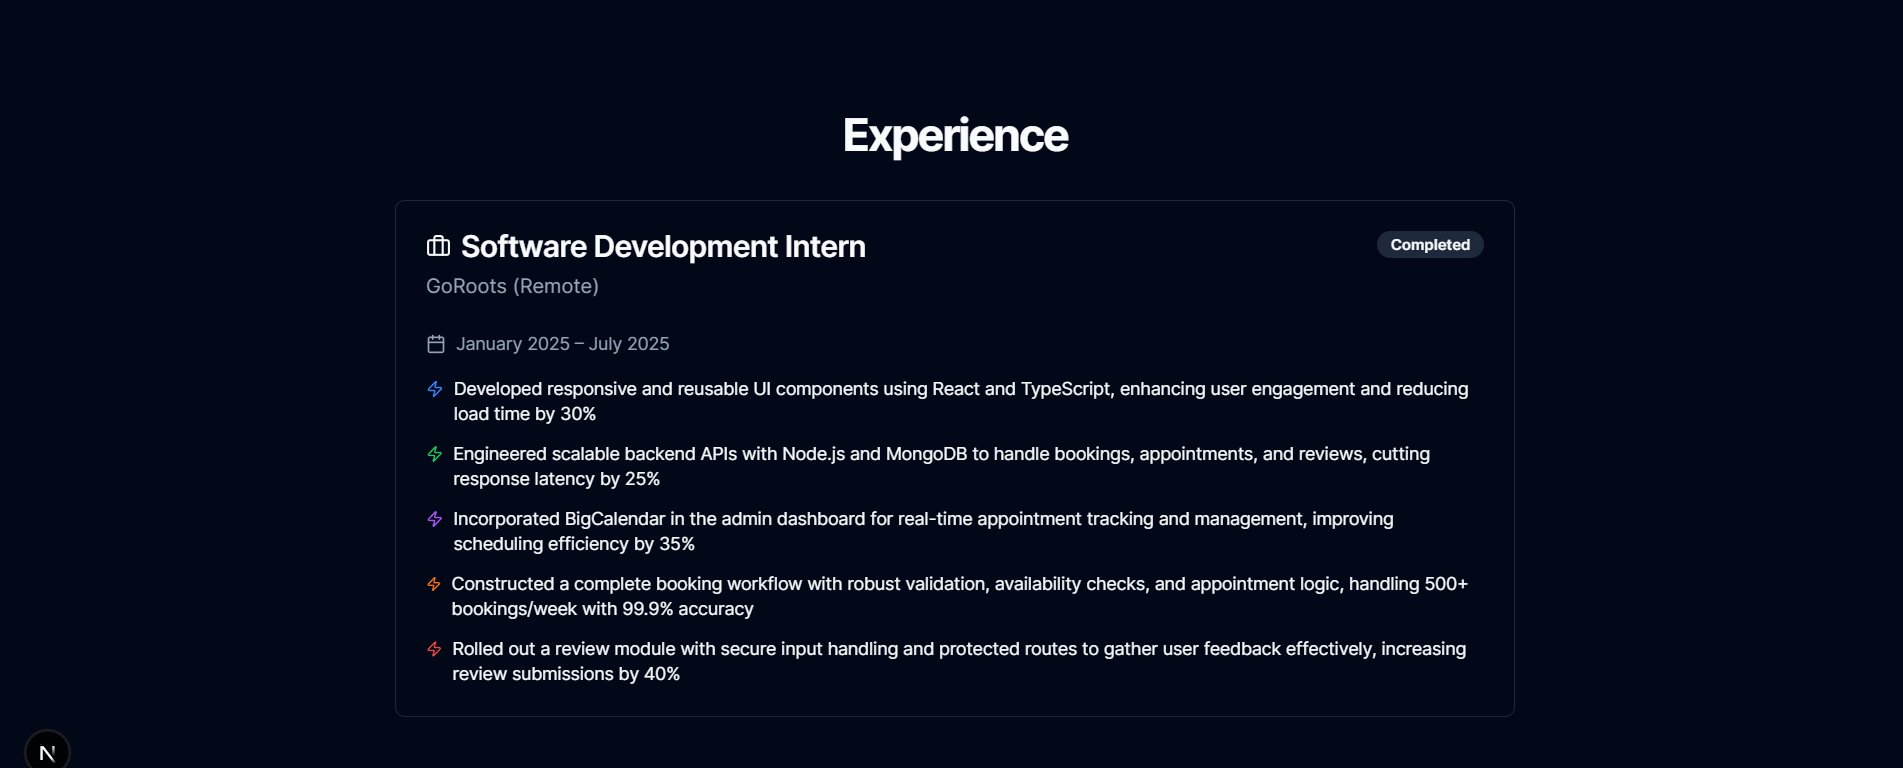 Experience
Software Development Intern
Completed
GoRoots (Remote)
January 2025 – July 2025
Developed responsive and reusable UI components using React and TypeScript, enhancing user engagement and reducing
load time by 30%
Engineered scalable backend APIs with Node.js and MongoDB to handle bookings, appointments, and reviews, cutting
response latency by 25%
Incorporated BigCalendar in the admin dashboard for real-time appointment tracking and management, improving
scheduling efficiency by 35%
Constructed a complete booking workflow with robust validation, availability checks, and appointment logic, handling 500+
bookings/week with 99.9% accuracy
Rolled out a review module with secure input handling and protected routes to gather user feedback effectively, increasing
review submissions by 40%
N